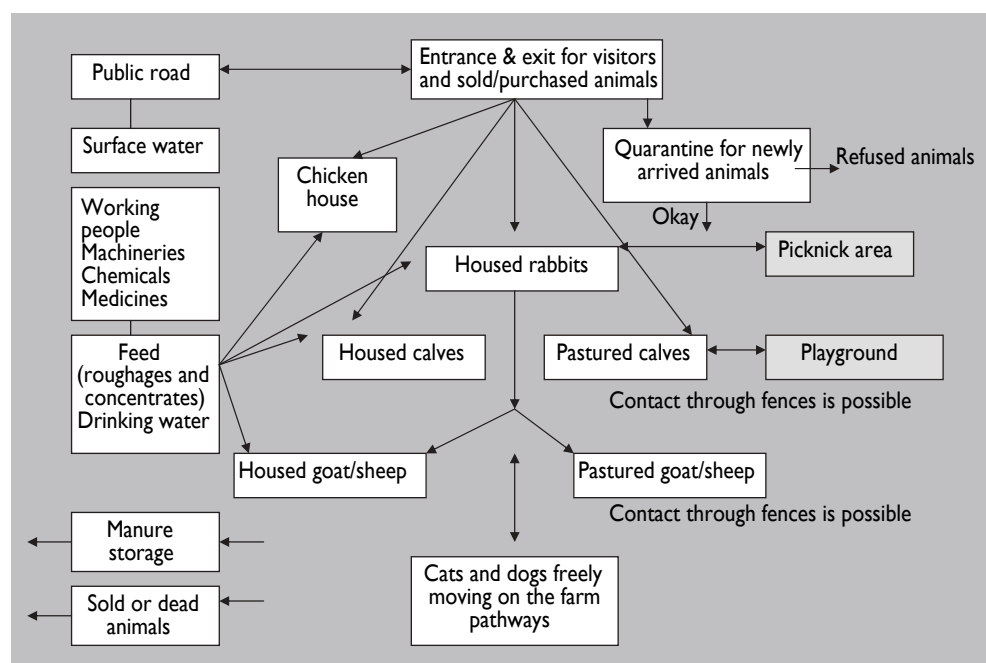 Public road
Entrance & exit for visitors
and sold/purchased animals
Surface water
Quarantine for newly
arrived animals
Refused animals
Chicken
house
Okay
Working
people
Machineries
Chemicals
Medicines
Housed rabbits
Picknick area
Feed
(roughages and
concentrates)
Drinking water
Housed calves
Pastured calves
Playground
Contact through fences is possible
Housed goat/sheep
Pastured goat/sheep
Contact through fences is possible
Manure
storage
Cats and dogs freely
moving on the farm
pathways
Sold or dead
animals